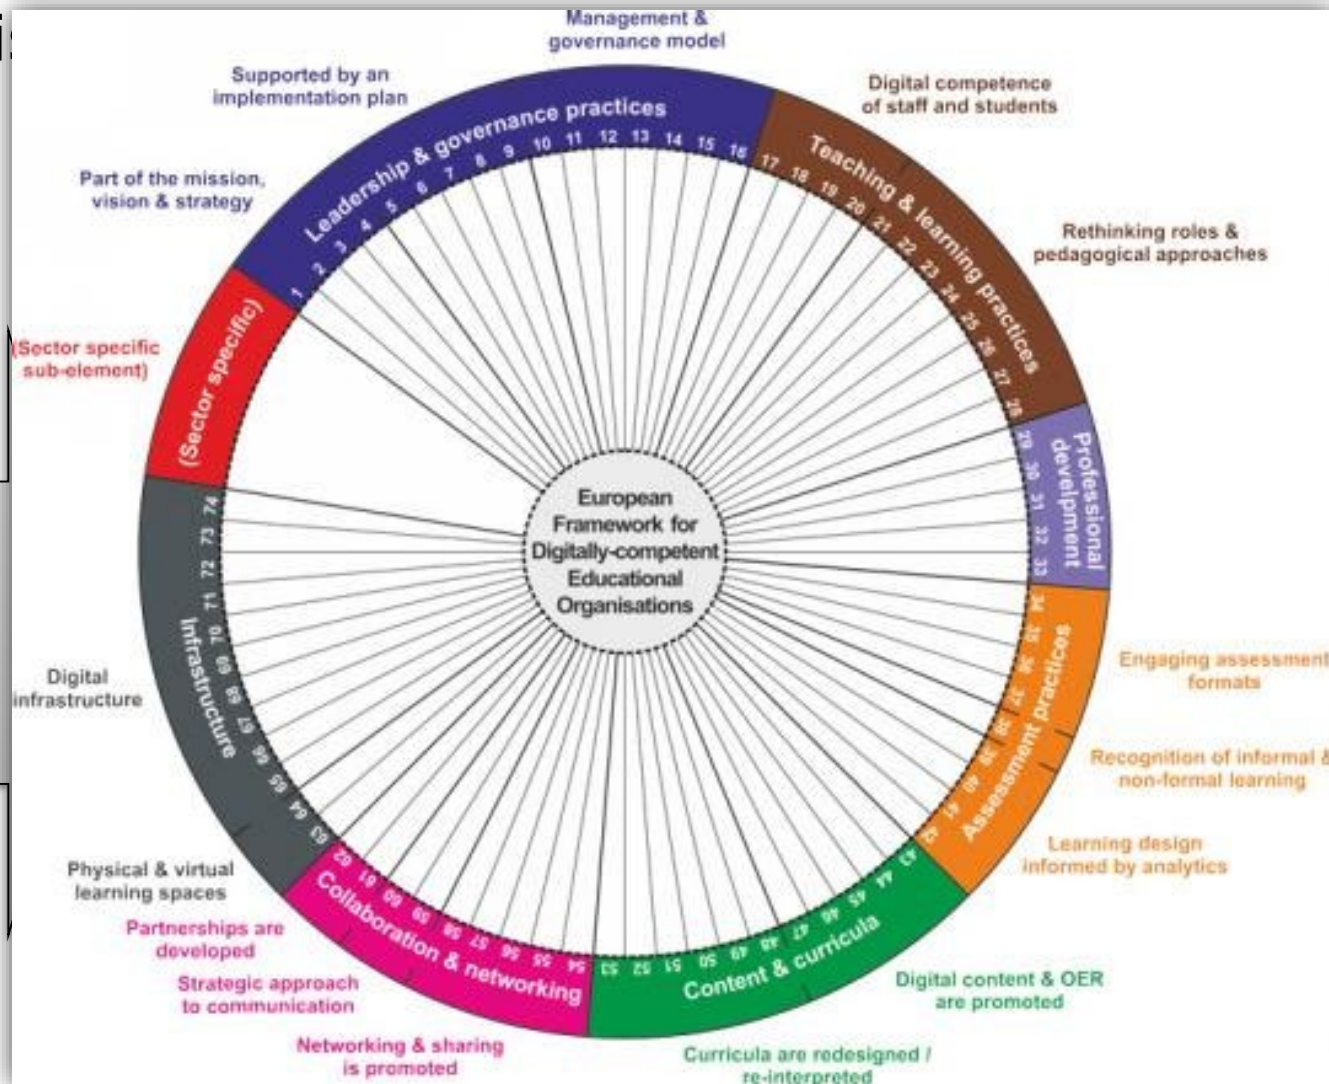 Management &
governance model
Supported by an
implementation plan
Part of the mission,
vision & strategy
Digital competence
of staff and students
Rethinking roles &
pedagogical approaches
Leadership & governance practices
1 2 3 4 5 6 7 8 9 10 11 12 13 14 15 16
Teaching & learning practices
17 18 19 20 21 22 23 24 25 26 27 28
Professional
develpment
29 30 31 32 33
Assessment practices
34 35 36 37 38 39 40 41 42
Engaging assessment
formats
Recognition of informal &
non-formal learning
Learning design
informed by analytics
Content & curricula
43 44 45 46 47 48 49 50 51 52 53
Digital content & OER
are promoted
Curricula are redesigned /
re-interpreted
Collaboration & networking
54 55 56 57 58 59 60 61 62
Networking & sharing
is promoted
Strategic approach
to communication
Partnerships are
developed
Infrastructure
63 64 65 66 67 68 69 70 71 72 73 74
Physical & virtual
learning spaces
Digital
infrastructure
(Sector specific)
(Sector specific
sub-element)
European
Framework for
Digitally-competent
Educational
Organisations